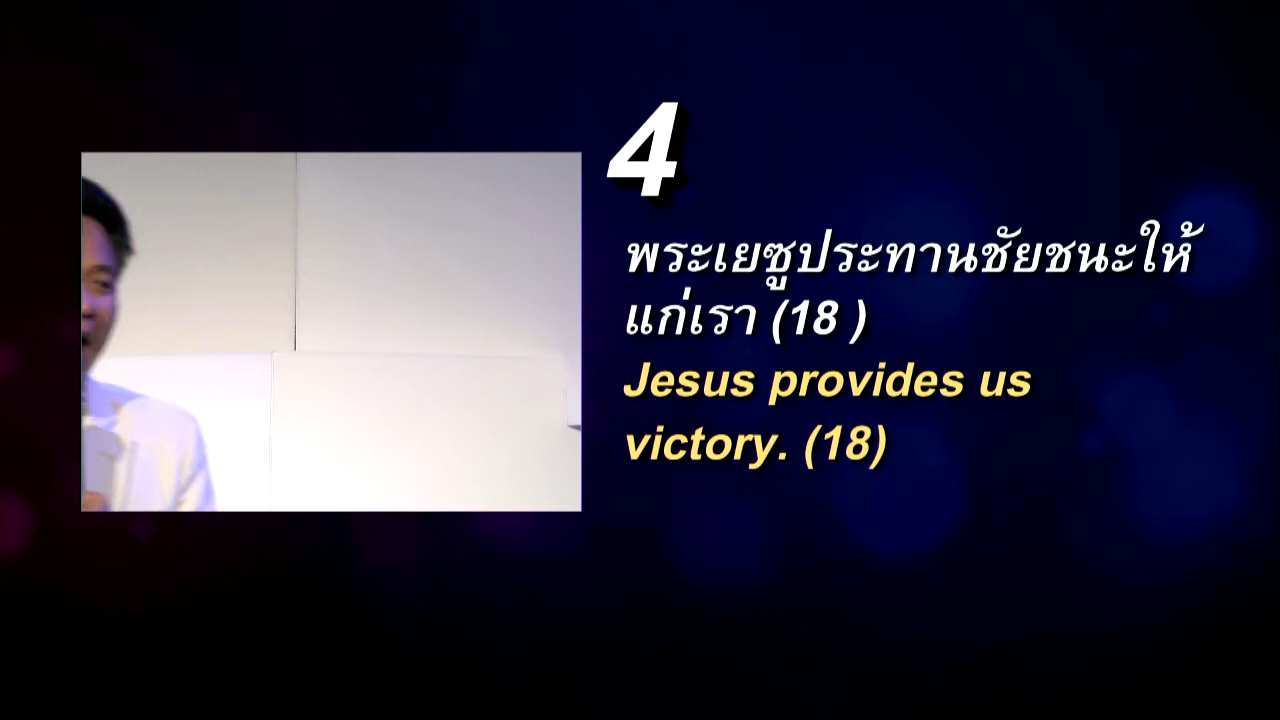 4
พระเยซูประทานชัยชนะให้
แก่เรา (18 )
Jesus provides us
victory. (18)